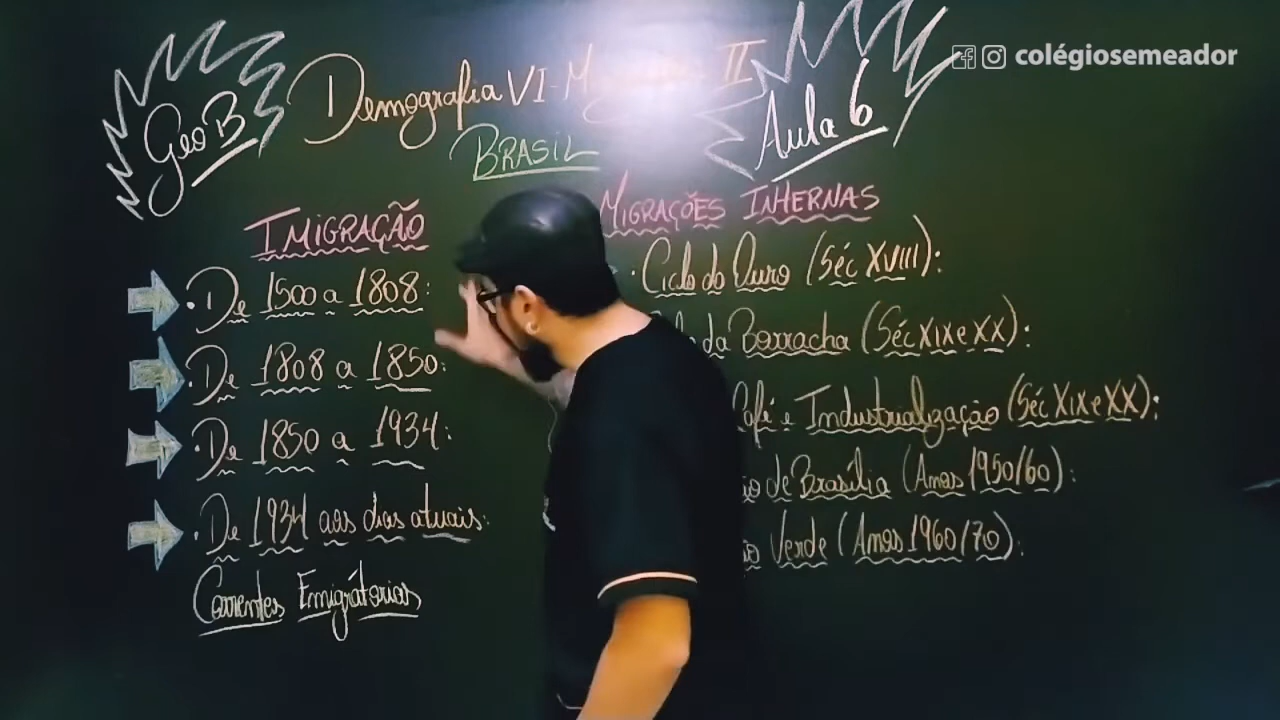 colégiosemeador
Geo B
Demografia VI - II
Aula 6
BRASIL
IMIGRAÇÃO
• De 1500 a 1808:
• De 1808 a 1850:
• De 1850 a 1934:
• De 1934 aos dias atuais:
Correntes Emigratórias
MIGRAÇÕES INTERNAS
• Ciclo do Ouro (Séc XVIII):
da Borracha (Séc XIX e XX):
Café e Industrialização (Séc XIX e XX):
de Brasília (Anos 1950/60):
Verde (Anos 1960/70):